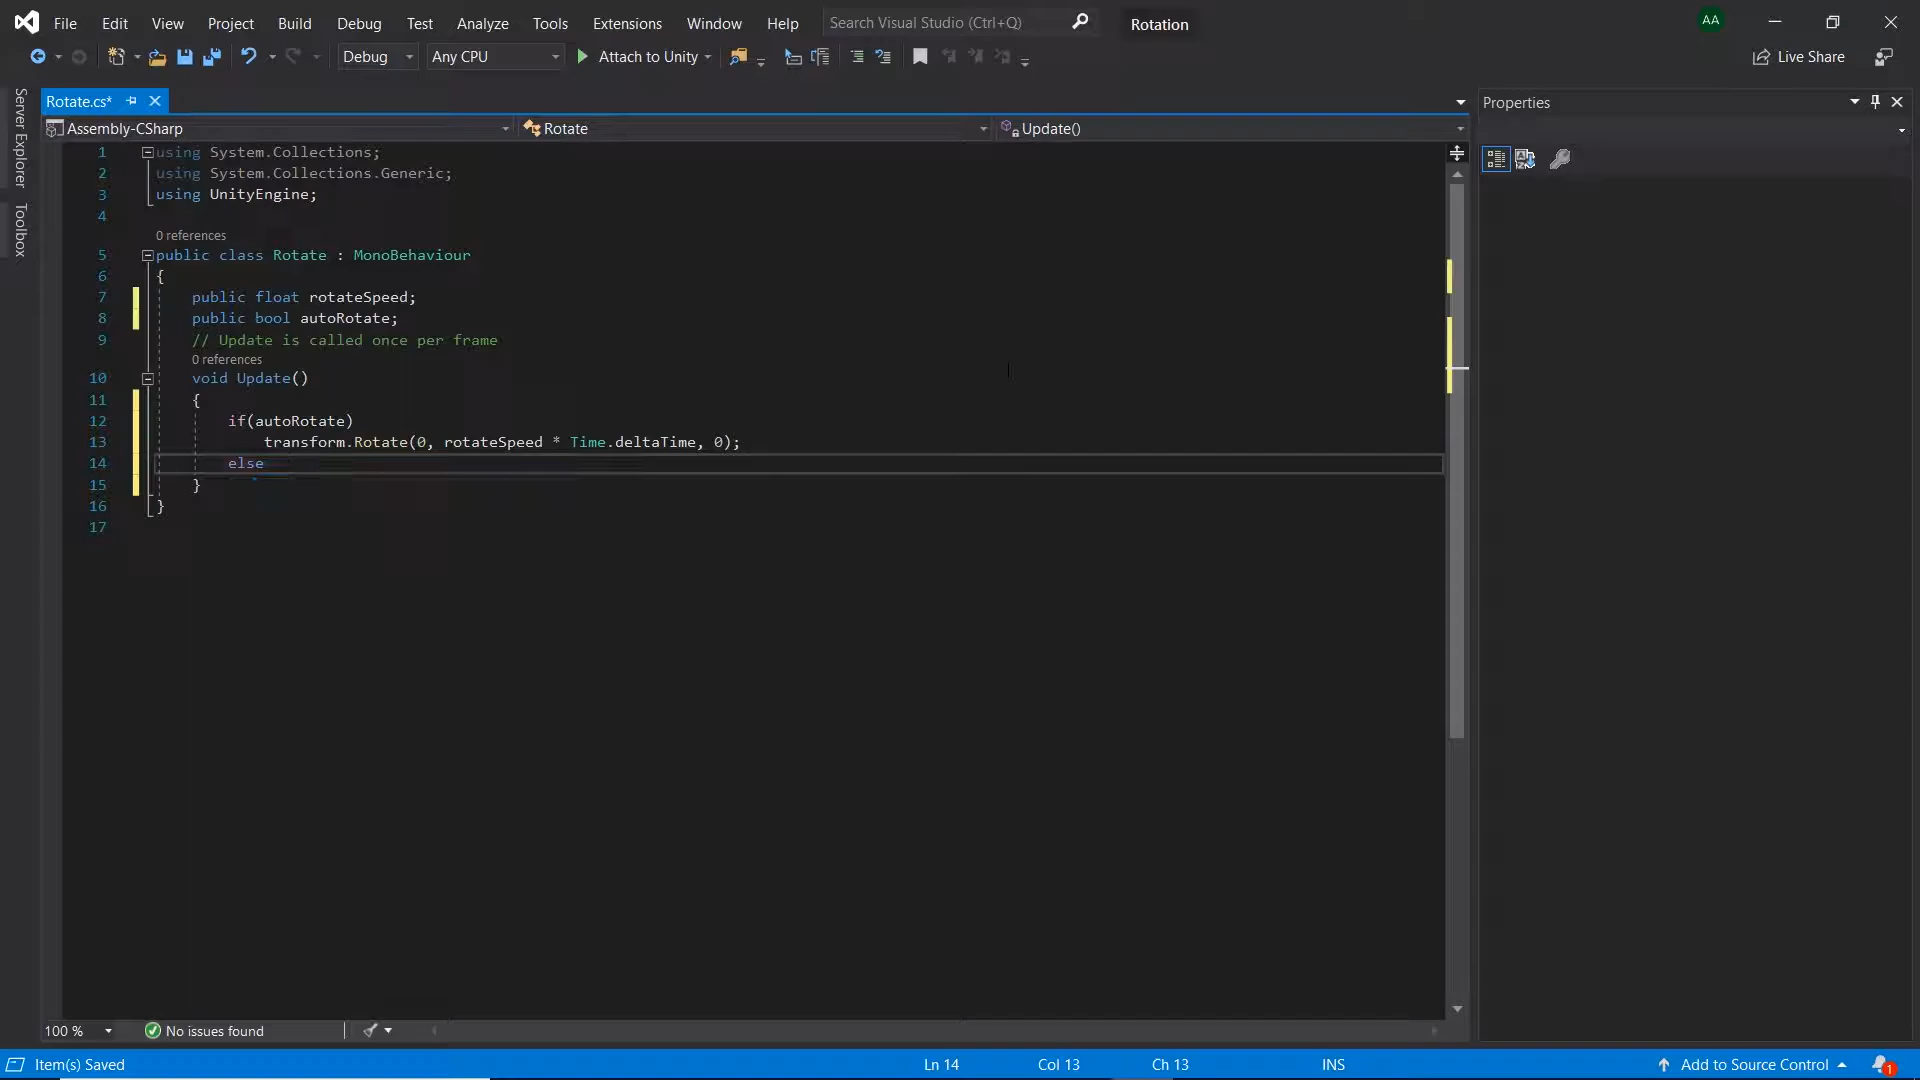 File Edit View Project Build Debug Test Analyze Tools Extensions Window Help Search Visual Studio (Ctrl+Q) Rotation AA
Debug Any CPU Attach to Unity Live Share
Server Explorer
Toolbox
Rotate.cs*
Properties
Assembly-CSharp Rotate Update()
1 using System.Collections;
2 using System.Collections.Generic;
3 using UnityEngine;
4
0 references
5 public class Rotate : MonoBehaviour
6 {
7 public float rotateSpeed;
8 public bool autoRotate;
9 // Update is called once per frame
0 references
10 void Update()
11 {
12 if(autoRotate)
13 transform.Rotate(0, rotateSpeed * Time.deltaTime, 0);
14 else
15 }
16 }
17
100 % No issues found
Item(s) Saved Ln 14 Col 13 Ch 13 INS Add to Source Control 1